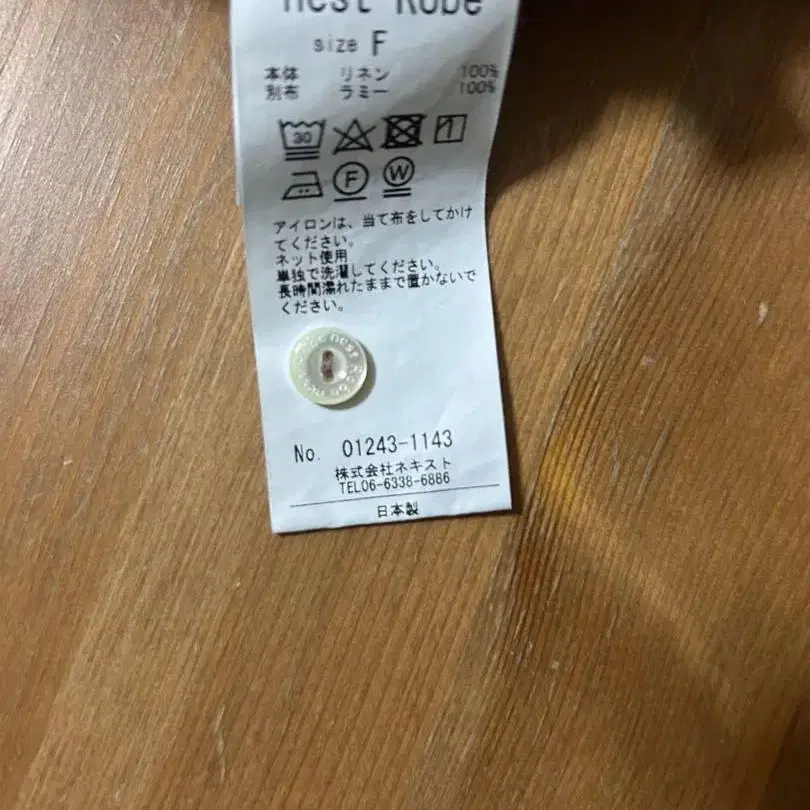 nest Robe
size F
本体 リネン 100%
別布 ラミー 100%
30
F W
アイロンは、当て布をしてかけ
てください。
ネット使用
単独で洗濯してください。
長時間濡れたままで置かないで
ください。
nest
No. 01243-1143
株式会社ネキスト
TEL06-6338-6886
日本製